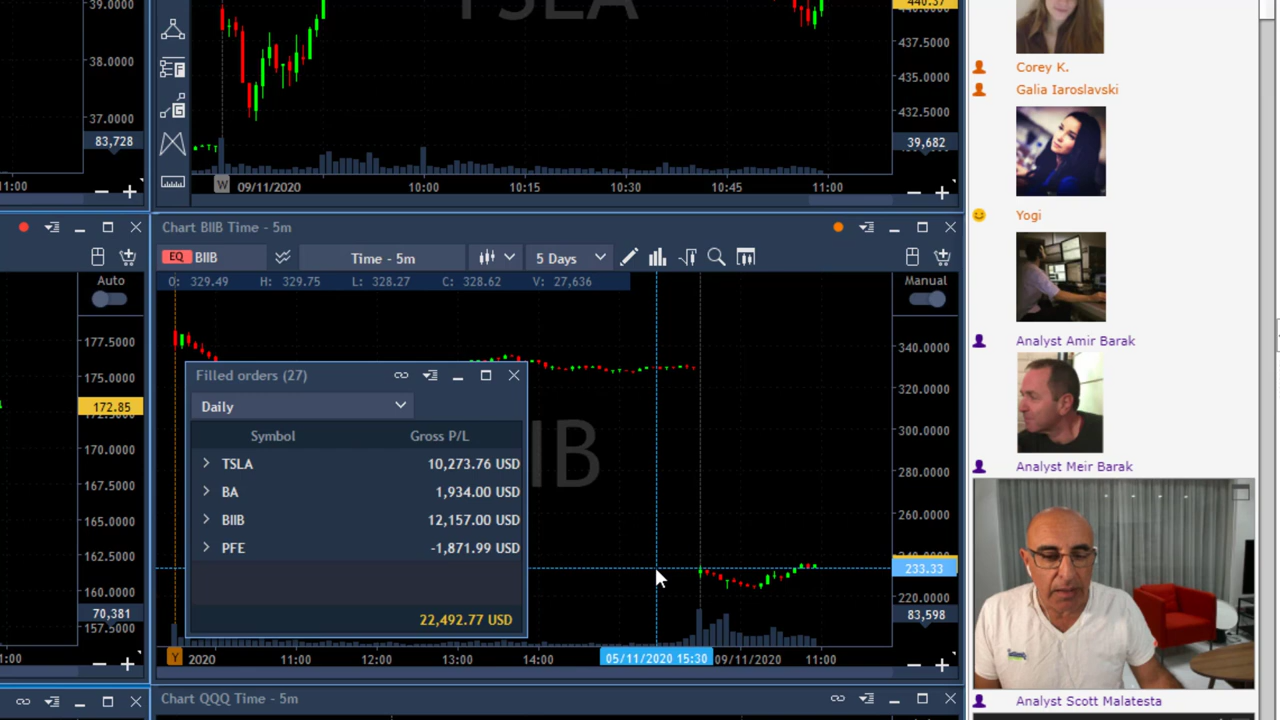 39.0000
38.0000
37.0000
83,728
11:00
TSLA
440.37
437.5000
435.0000
432.5000
39,682
W 09/11/2020 10:00 10:15 10:30 10:45 11:00
Chart BIIB Time - 5m
EQ BIIB Time - 5m 5 Days
O: 329.49 H: 329.75 L: 328.27 C: 328.62 V: 27,636
Auto
Manual
177.5000
175.0000
172.85
170.0000
167.5000
165.0000
162.5000
160.0000
70,381
157.5000
1:00
340.0000
320.0000
300.0000
280.0000
260.0000
233.33
220.0000
83,598
BIIB
Filled orders (27)
Daily
Symbol Gross P/L
TSLA 10,273.76 USD
BA 1,934.00 USD
BIIB 12,157.00 USD
PFE -1,871.99 USD
22,492.77 USD
Y 2020 11:00 12:00 13:00 14:00 05/11/2020 15:30 09/11/2020 11:00
Chart QQQ Time - 5m
Corey K.
Galia Iaroslavski
Yogi
Analyst Amir Barak
Analyst Meir Barak
Analyst Scott Malatesta